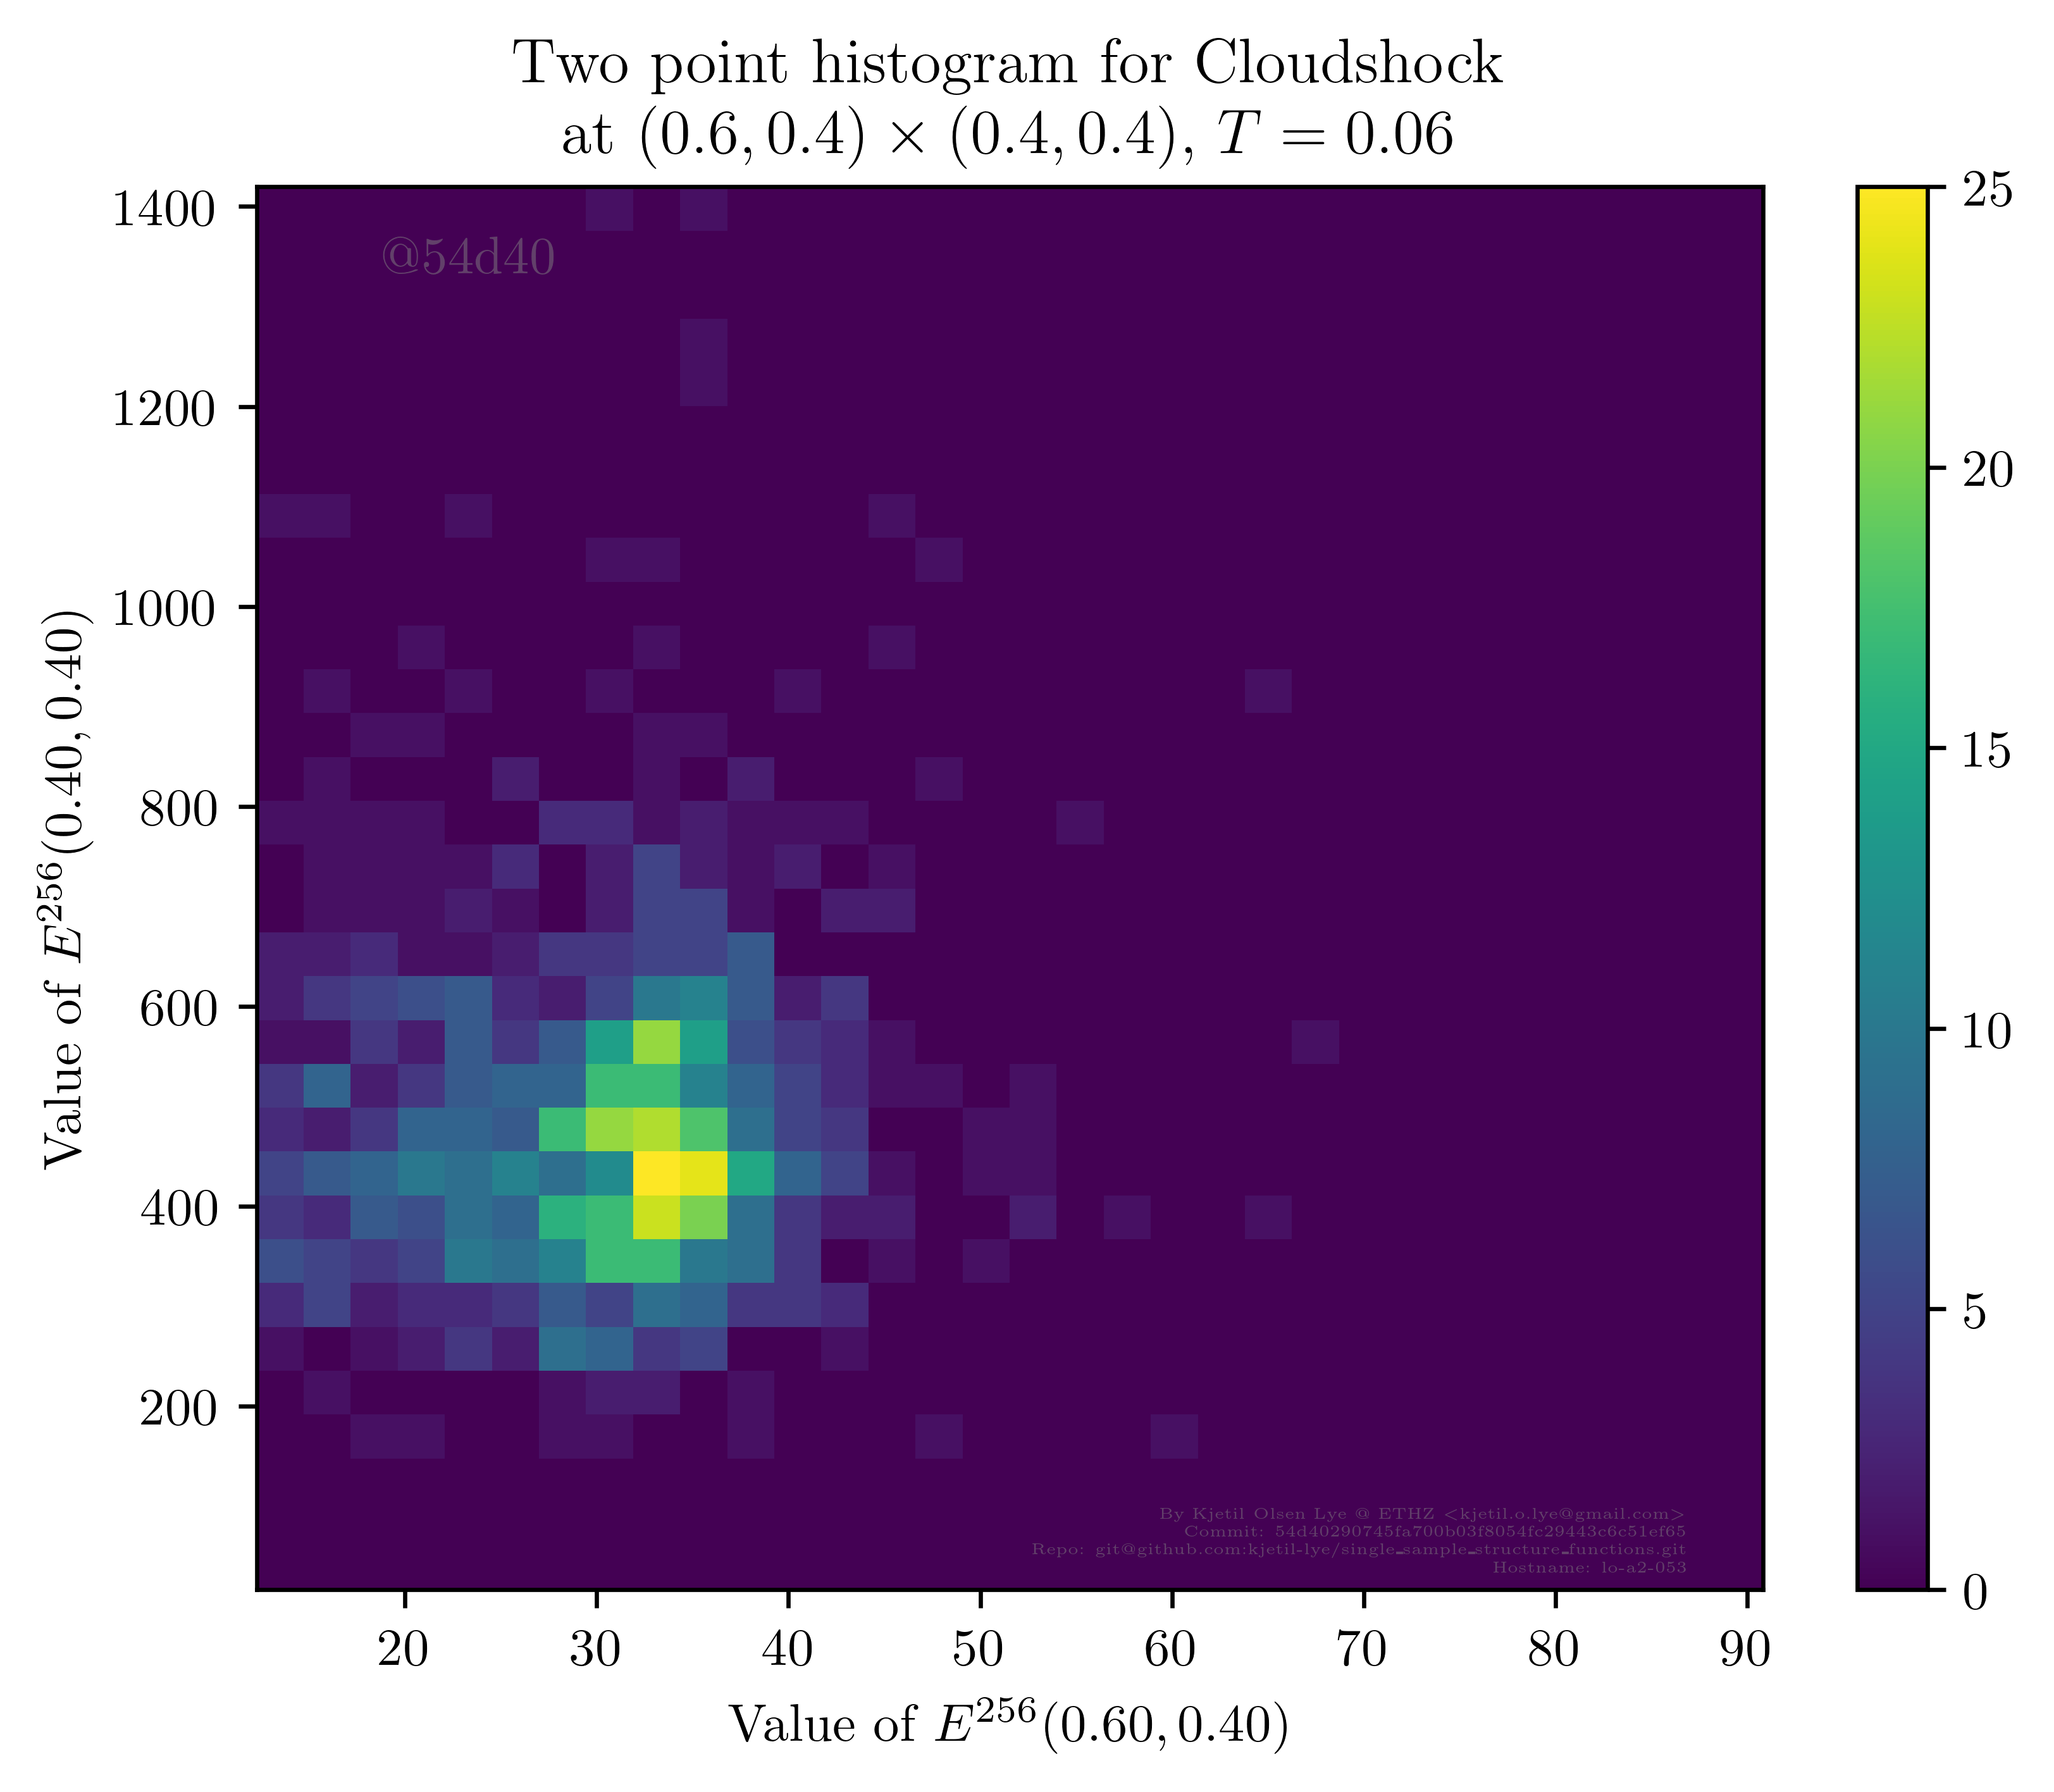 Two point histogram for Cloudshock
at (0.6, 0.4) × (0.4, 0.4), T = 0.06
@54d40
1400
1200
1000
800
600
400
200
Value of E^256(0.40, 0.40)
20 30 40 50 60 70 80 90
Value of E^256(0.60, 0.40)
25
20
15
10
5
0
By Kjetil Olsen Lye @ ETHZ <kjetil.o.lye@gmail.com>
Commit: 54d40290745fa700b03f8054fc29443c6c51ef65
Repo: git@github.com:kjetil-lye/single_sample_structure_functions.git
Hostname: lo-a2-053